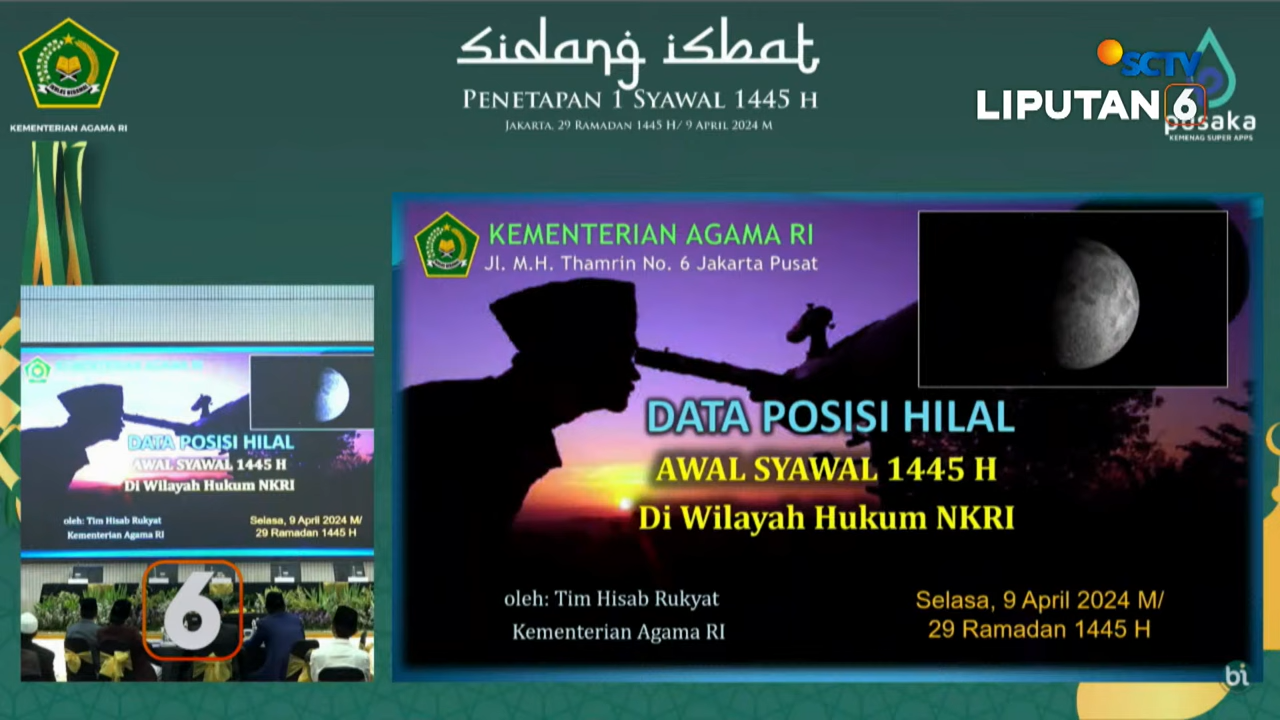 KEMENTERIAN AGAMA RI
sidang isbat
PENETAPAN 1 SYAWAL 1445 H
JAKARTA, 29 RAMADAN 1445 H/ 9 APRIL 2024 M
SCTV
LIPUTAN 6
pusaka
KEMENAG SUPER APPS
KEMENTERIAN AGAMA RI
Jl. M.H. Thamrin No. 6 Jakarta Pusat
DATA POSISI HILAL
AWAL SYAWAL 1445 H
Di Wilayah Hukum NKRI
oleh: Tim Hisab Rukyat
Kementerian Agama RI
Selasa, 9 April 2024 M/
29 Ramadan 1445 H
DATA POSISI HILAL
AWAL SYAWAL 1445 H
Di Wilayah Hukum NKRI
oleh: Tim Hisab Rukyat
Kementerian Agama RI
Selasa, 9 April 2024 M/
29 Ramadan 1445 H
6
bi